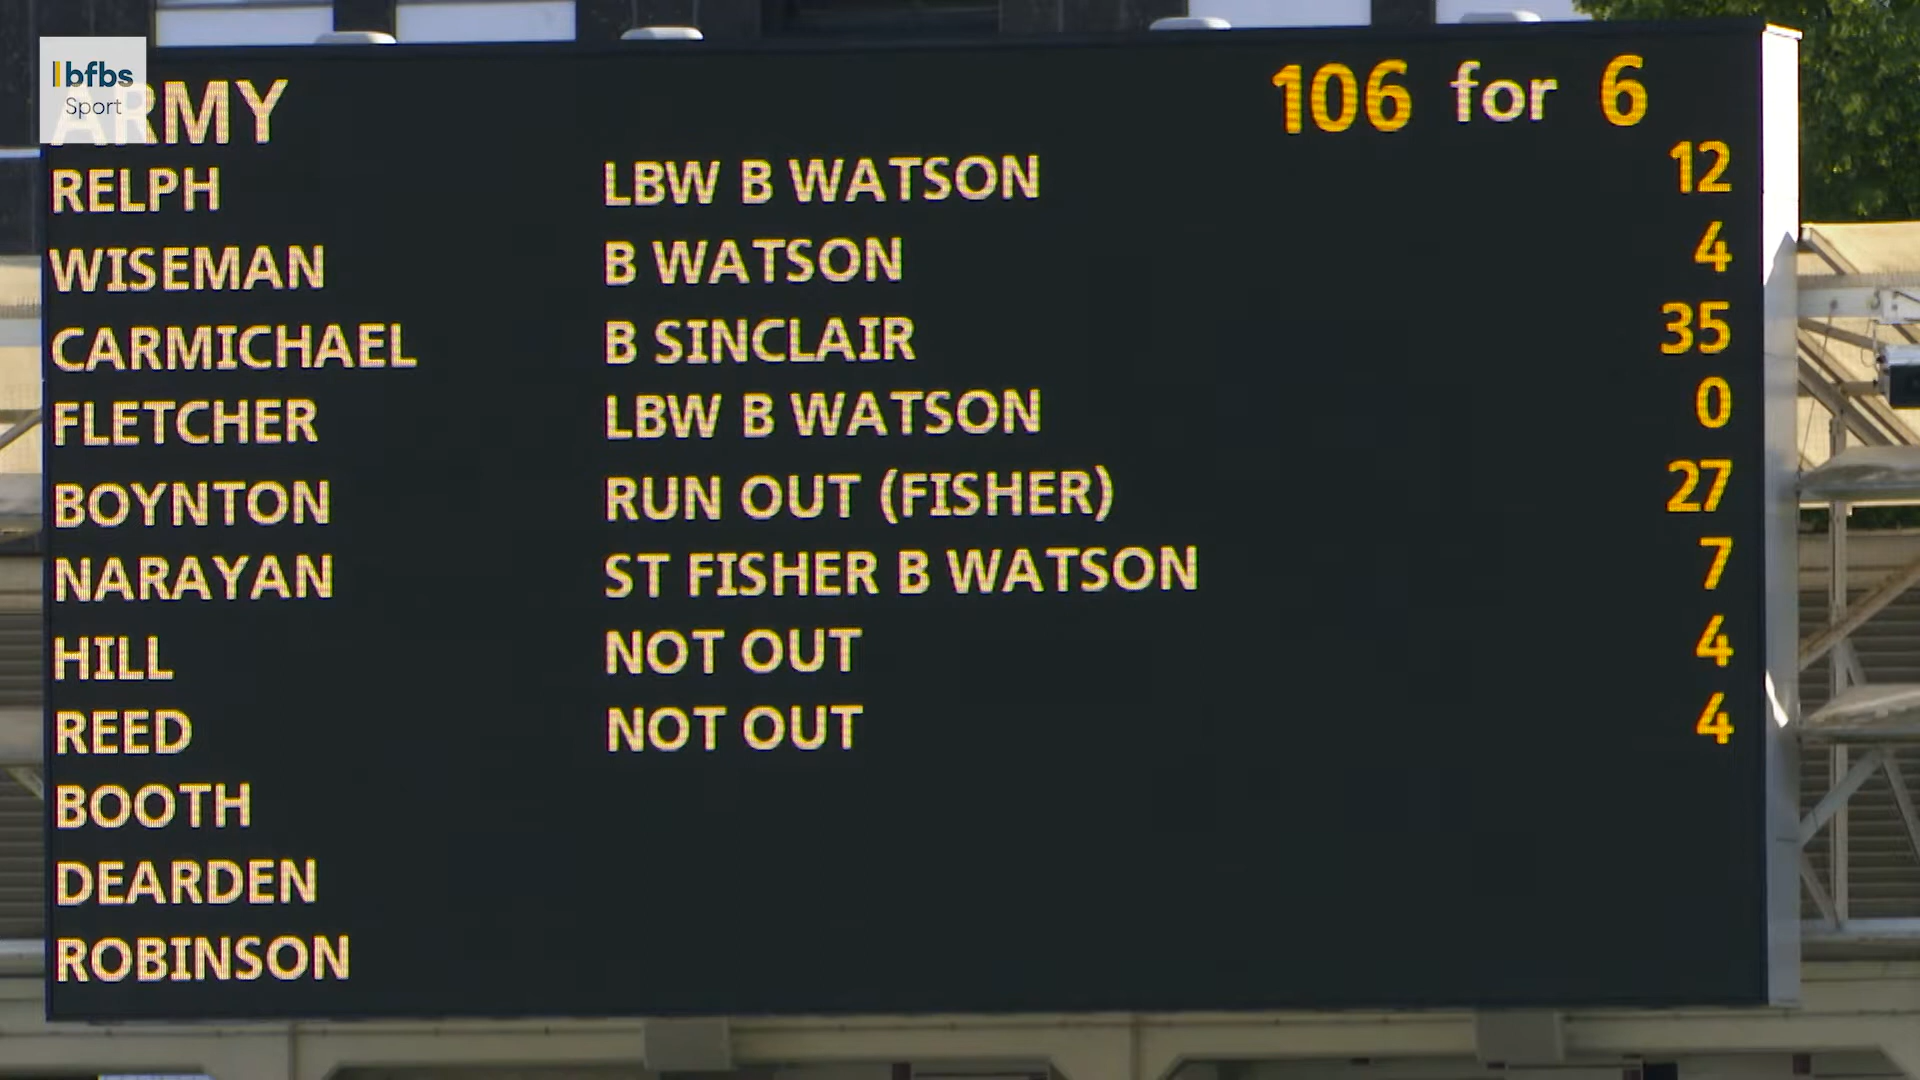 bfbs
Sport
ARMY 106 for 6
RELPH LBW B WATSON 12
WISEMAN B WATSON 4
CARMICHAEL B SINCLAIR 35
FLETCHER LBW B WATSON 0
BOYNTON RUN OUT (FISHER) 27
NARAYAN ST FISHER B WATSON 7
HILL NOT OUT 4
REED NOT OUT 4
BOOTH
DEARDEN
ROBINSON